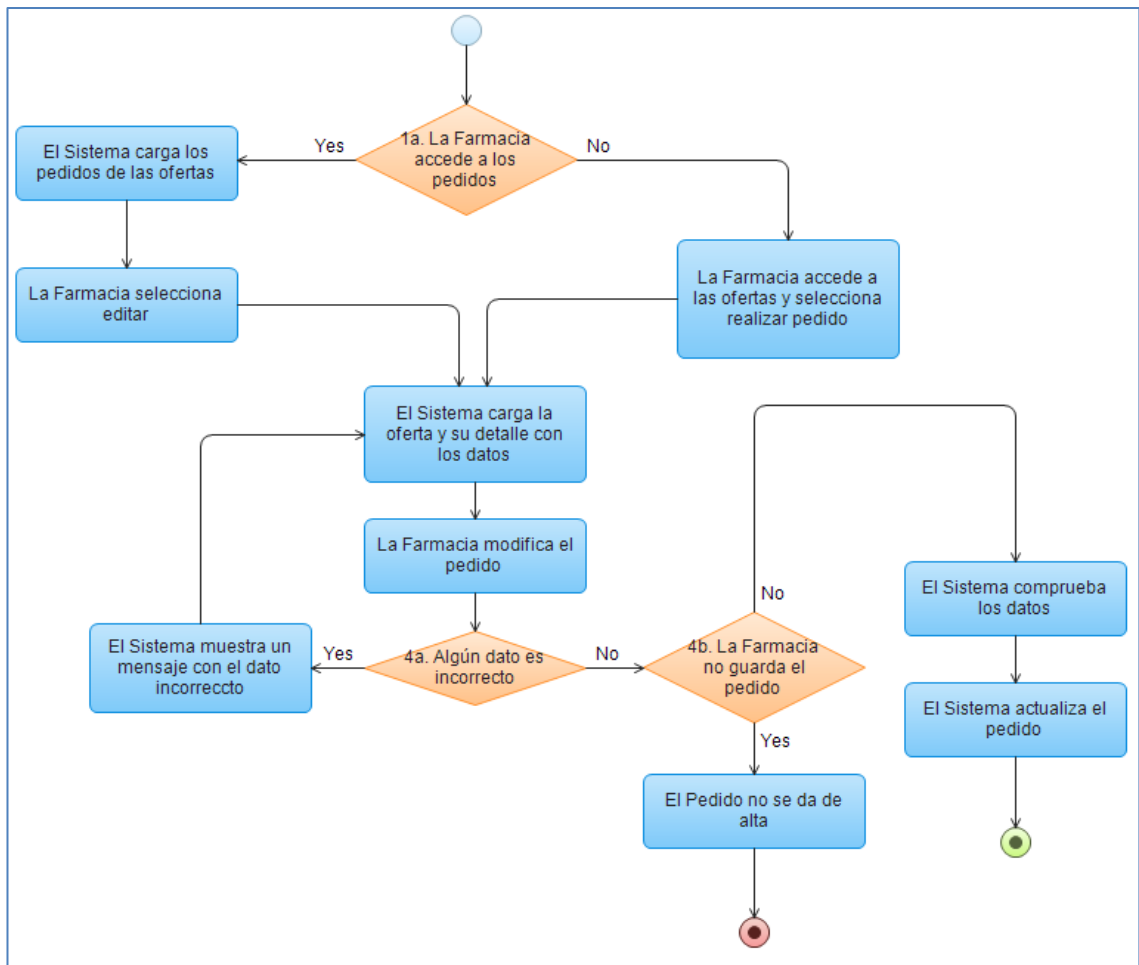 1a. La Farmacia
accede a los
pedidos
Yes
No
El Sistema carga los
pedidos de las ofertas
La Farmacia selecciona
editar
La Farmacia accede a
las ofertas y selecciona
realizar pedido
El Sistema carga la
oferta y su detalle con
los datos
La Farmacia modifica el
pedido
4a. Algún dato es
incorrecto
Yes
No
El Sistema muestra un
mensaje con el dato
incorreccto
4b. La Farmacia
no guarda el
pedido
No
Yes
El Sistema comprueba
los datos
El Sistema actualiza el
pedido
El Pedido no se da de
alta